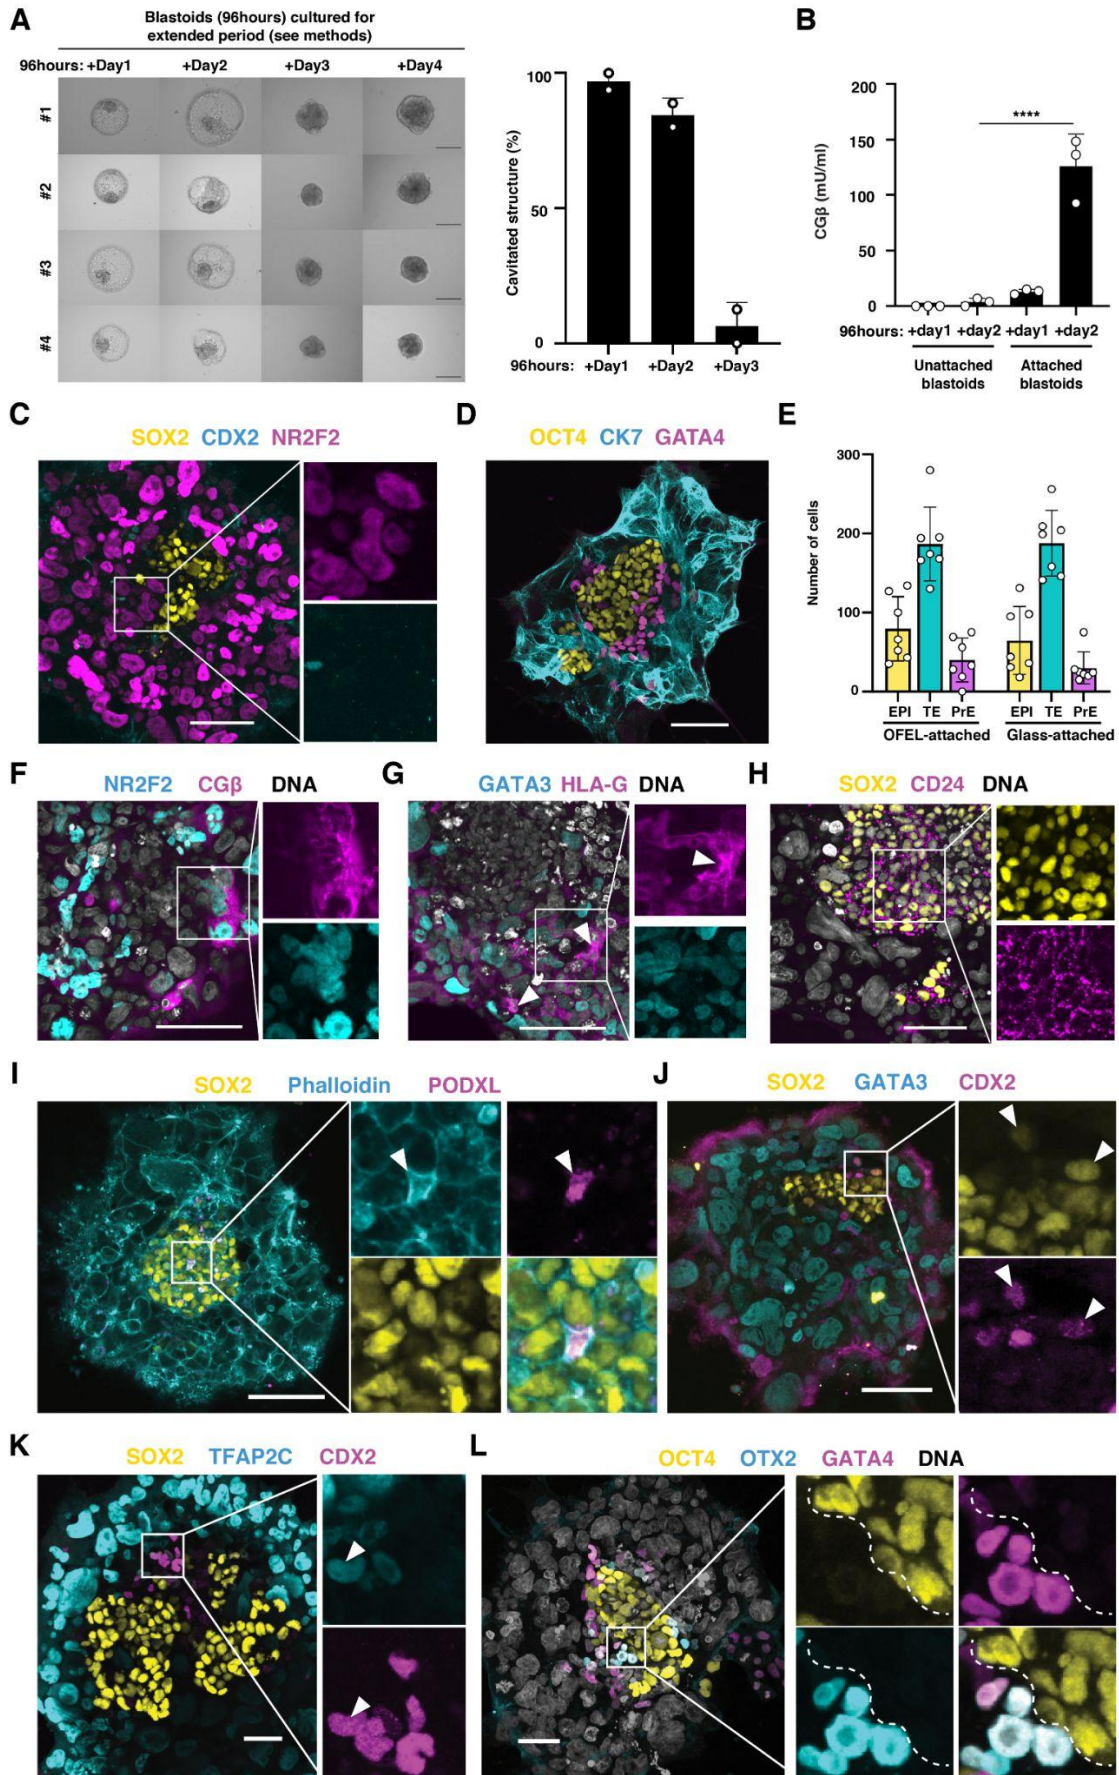 A
Blastoids (96hours) cultured for
extended period (see methods)
96hours: +Day1 +Day2 +Day3 +Day4
#1
#2
#3
#4
Cavitated structure (%)
100
50
0
96hours: +Day1 +Day2 +Day3
B
CGβ (mU/ml)
200
150
100
50
0
****
96hours: +day1 +day2 +day1 +day2
Unattached Attached
blastoids blastoids
C
SOX2 CDX2 NR2F2
D
OCT4 CK7 GATA4
E
Number of cells
300
200
100
0
EPI TE PrE EPI TE PrE
OFEL-attached Glass-attached
F
NR2F2 CGβ DNA
G
GATA3 HLA-G DNA
H
SOX2 CD24 DNA
I
SOX2 Phalloidin PODXL
J
SOX2 GATA3 CDX2
K
SOX2 TFAP2C CDX2
L
OCT4 OTX2 GATA4 DNA